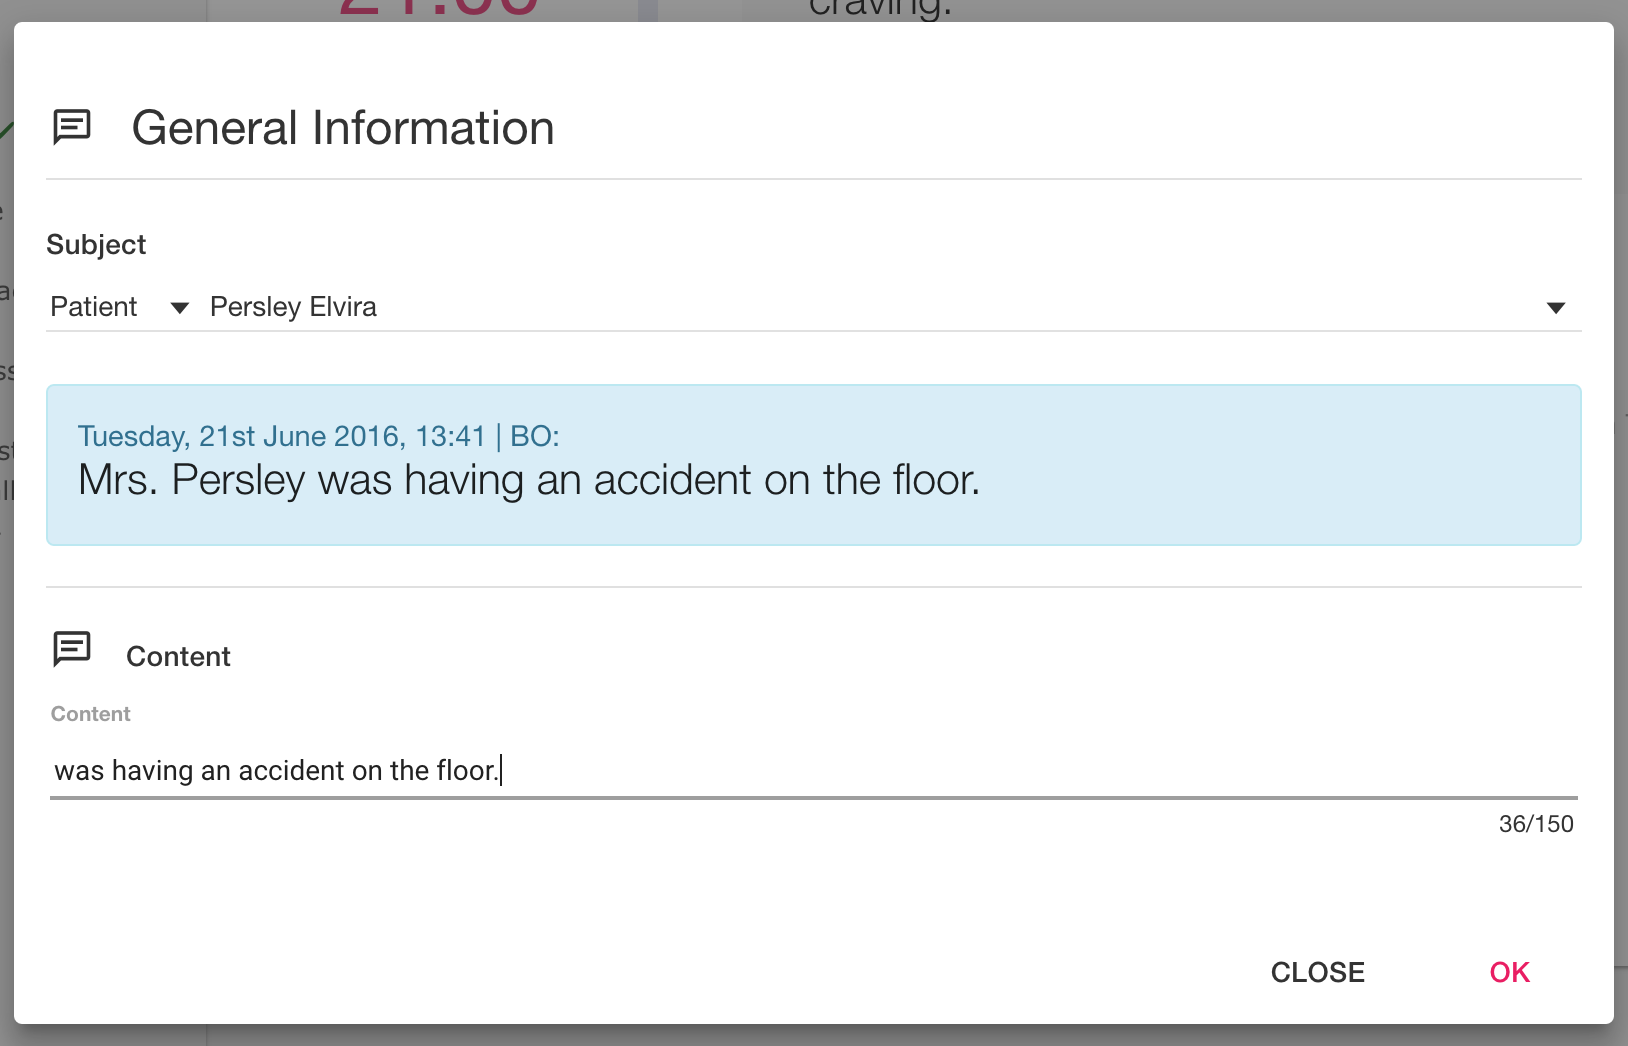 craving.
General Information
Subject
Patient Persley Elvira
Tuesday, 21st June 2016, 13:41 | BO:
Mrs. Persley was having an accident on the floor.
Content
Content
was having an accident on the floor.
36/150
CLOSE OK